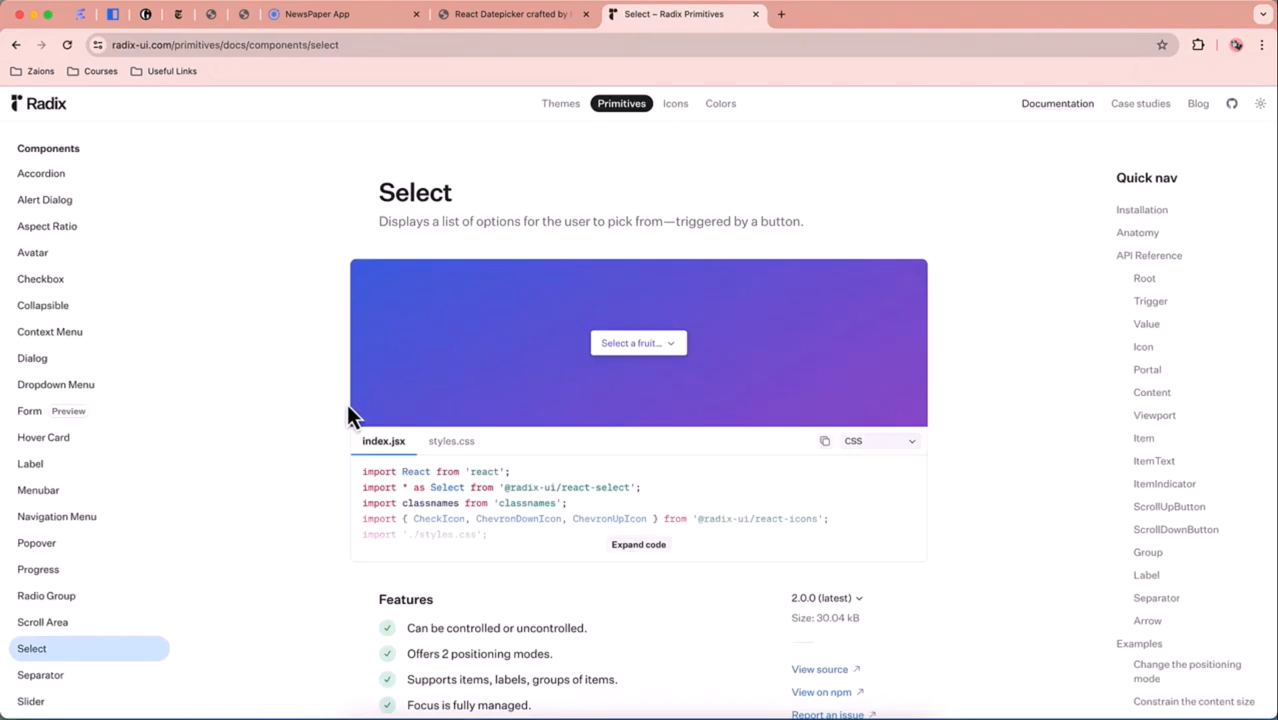 NewsPaper App
React Datepicker crafted by
Select – Radix Primitives
radix-ui.com/primitives/docs/components/select
Zaions
Courses
Useful Links
Radix
Themes
Primitives
Icons
Colors
Documentation
Case studies
Blog
Components
Accordion
Alert Dialog
Aspect Ratio
Avatar
Checkbox
Collapsible
Context Menu
Dialog
Dropdown Menu
Form Preview
Hover Card
Label
Menubar
Navigation Menu
Popover
Progress
Radio Group
Scroll Area
Select
Separator
Slider
Select
Displays a list of options for the user to pick from—triggered by a button.
Select a fruit...
index.jsx
styles.css
CSS
import React from 'react';
import * as Select from '@radix-ui/react-select';
import classnames from 'classnames';
import { CheckIcon, ChevronDownIcon, ChevronUpIcon } from '@radix-ui/react-icons';
import './styles.css';
Expand code
Features
Can be controlled or uncontrolled.
Offers 2 positioning modes.
Supports items, labels, groups of items.
Focus is fully managed.
2.0.0 (latest)
Size: 30.04 kB
View source
View on npm
Report an issue
Quick nav
Installation
Anatomy
API Reference
Root
Trigger
Value
Icon
Portal
Content
Viewport
Item
ItemText
ItemIndicator
ScrollUpButton
ScrollDownButton
Group
Label
Separator
Arrow
Examples
Change the positioning
mode
Constrain the content size